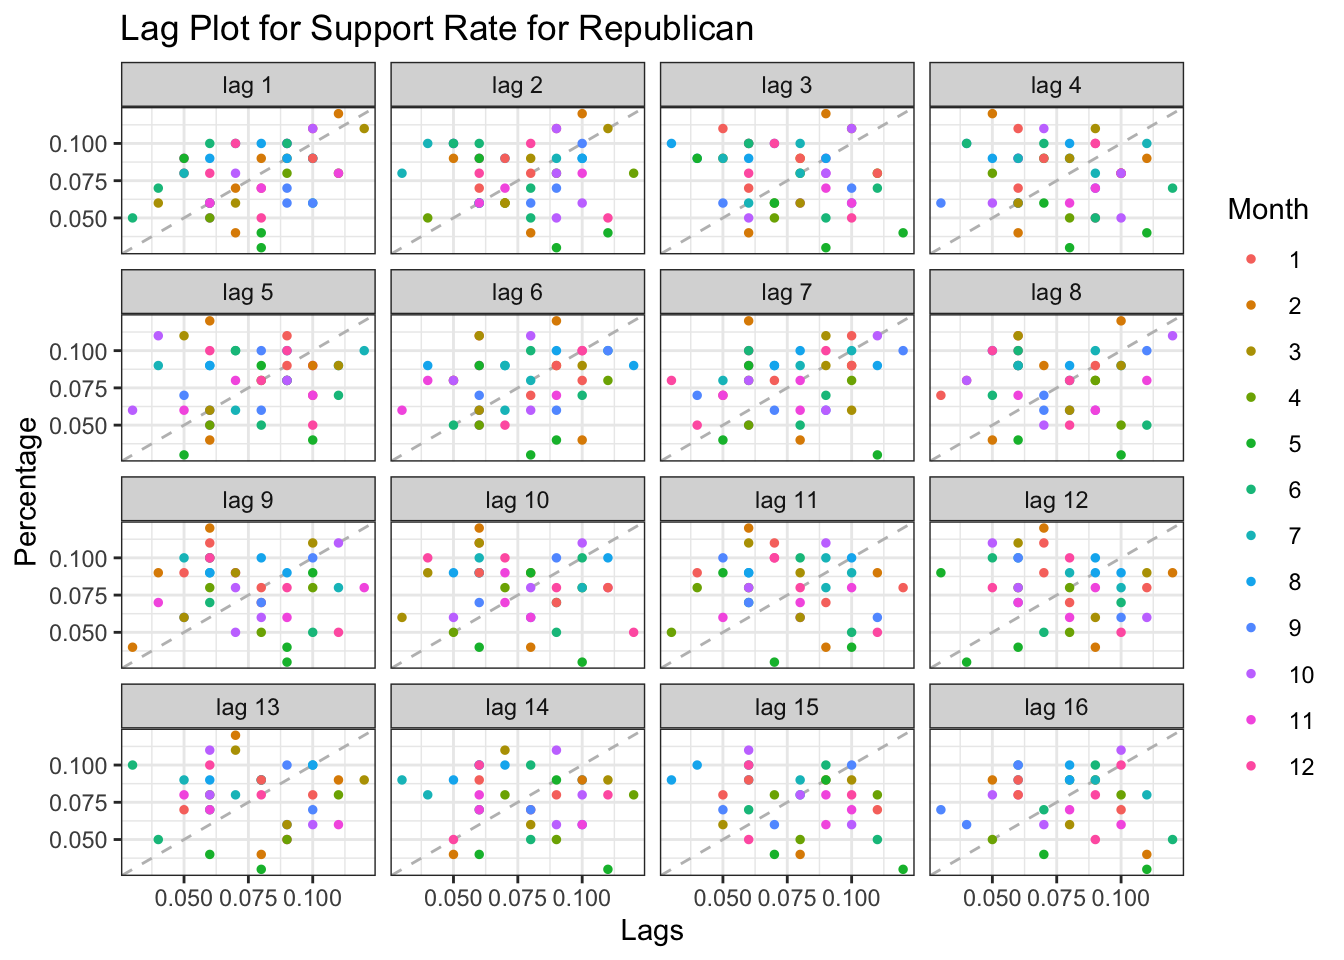 Lag Plot for Support Rate for Republican
lag 1
lag 2
lag 3
lag 4
0.100
0.075
0.050
lag 5
lag 6
lag 7
lag 8
0.100
0.075
0.050
lag 9
lag 10
lag 11
lag 12
0.100
0.075
0.050
lag 13
lag 14
lag 15
lag 16
0.100
0.075
0.050
0.050 0.075 0.100
0.050 0.075 0.100
0.050 0.075 0.100
0.050 0.075 0.100
Lags
Percentage
Month
1
2
3
4
5
6
7
8
9
10
11
12